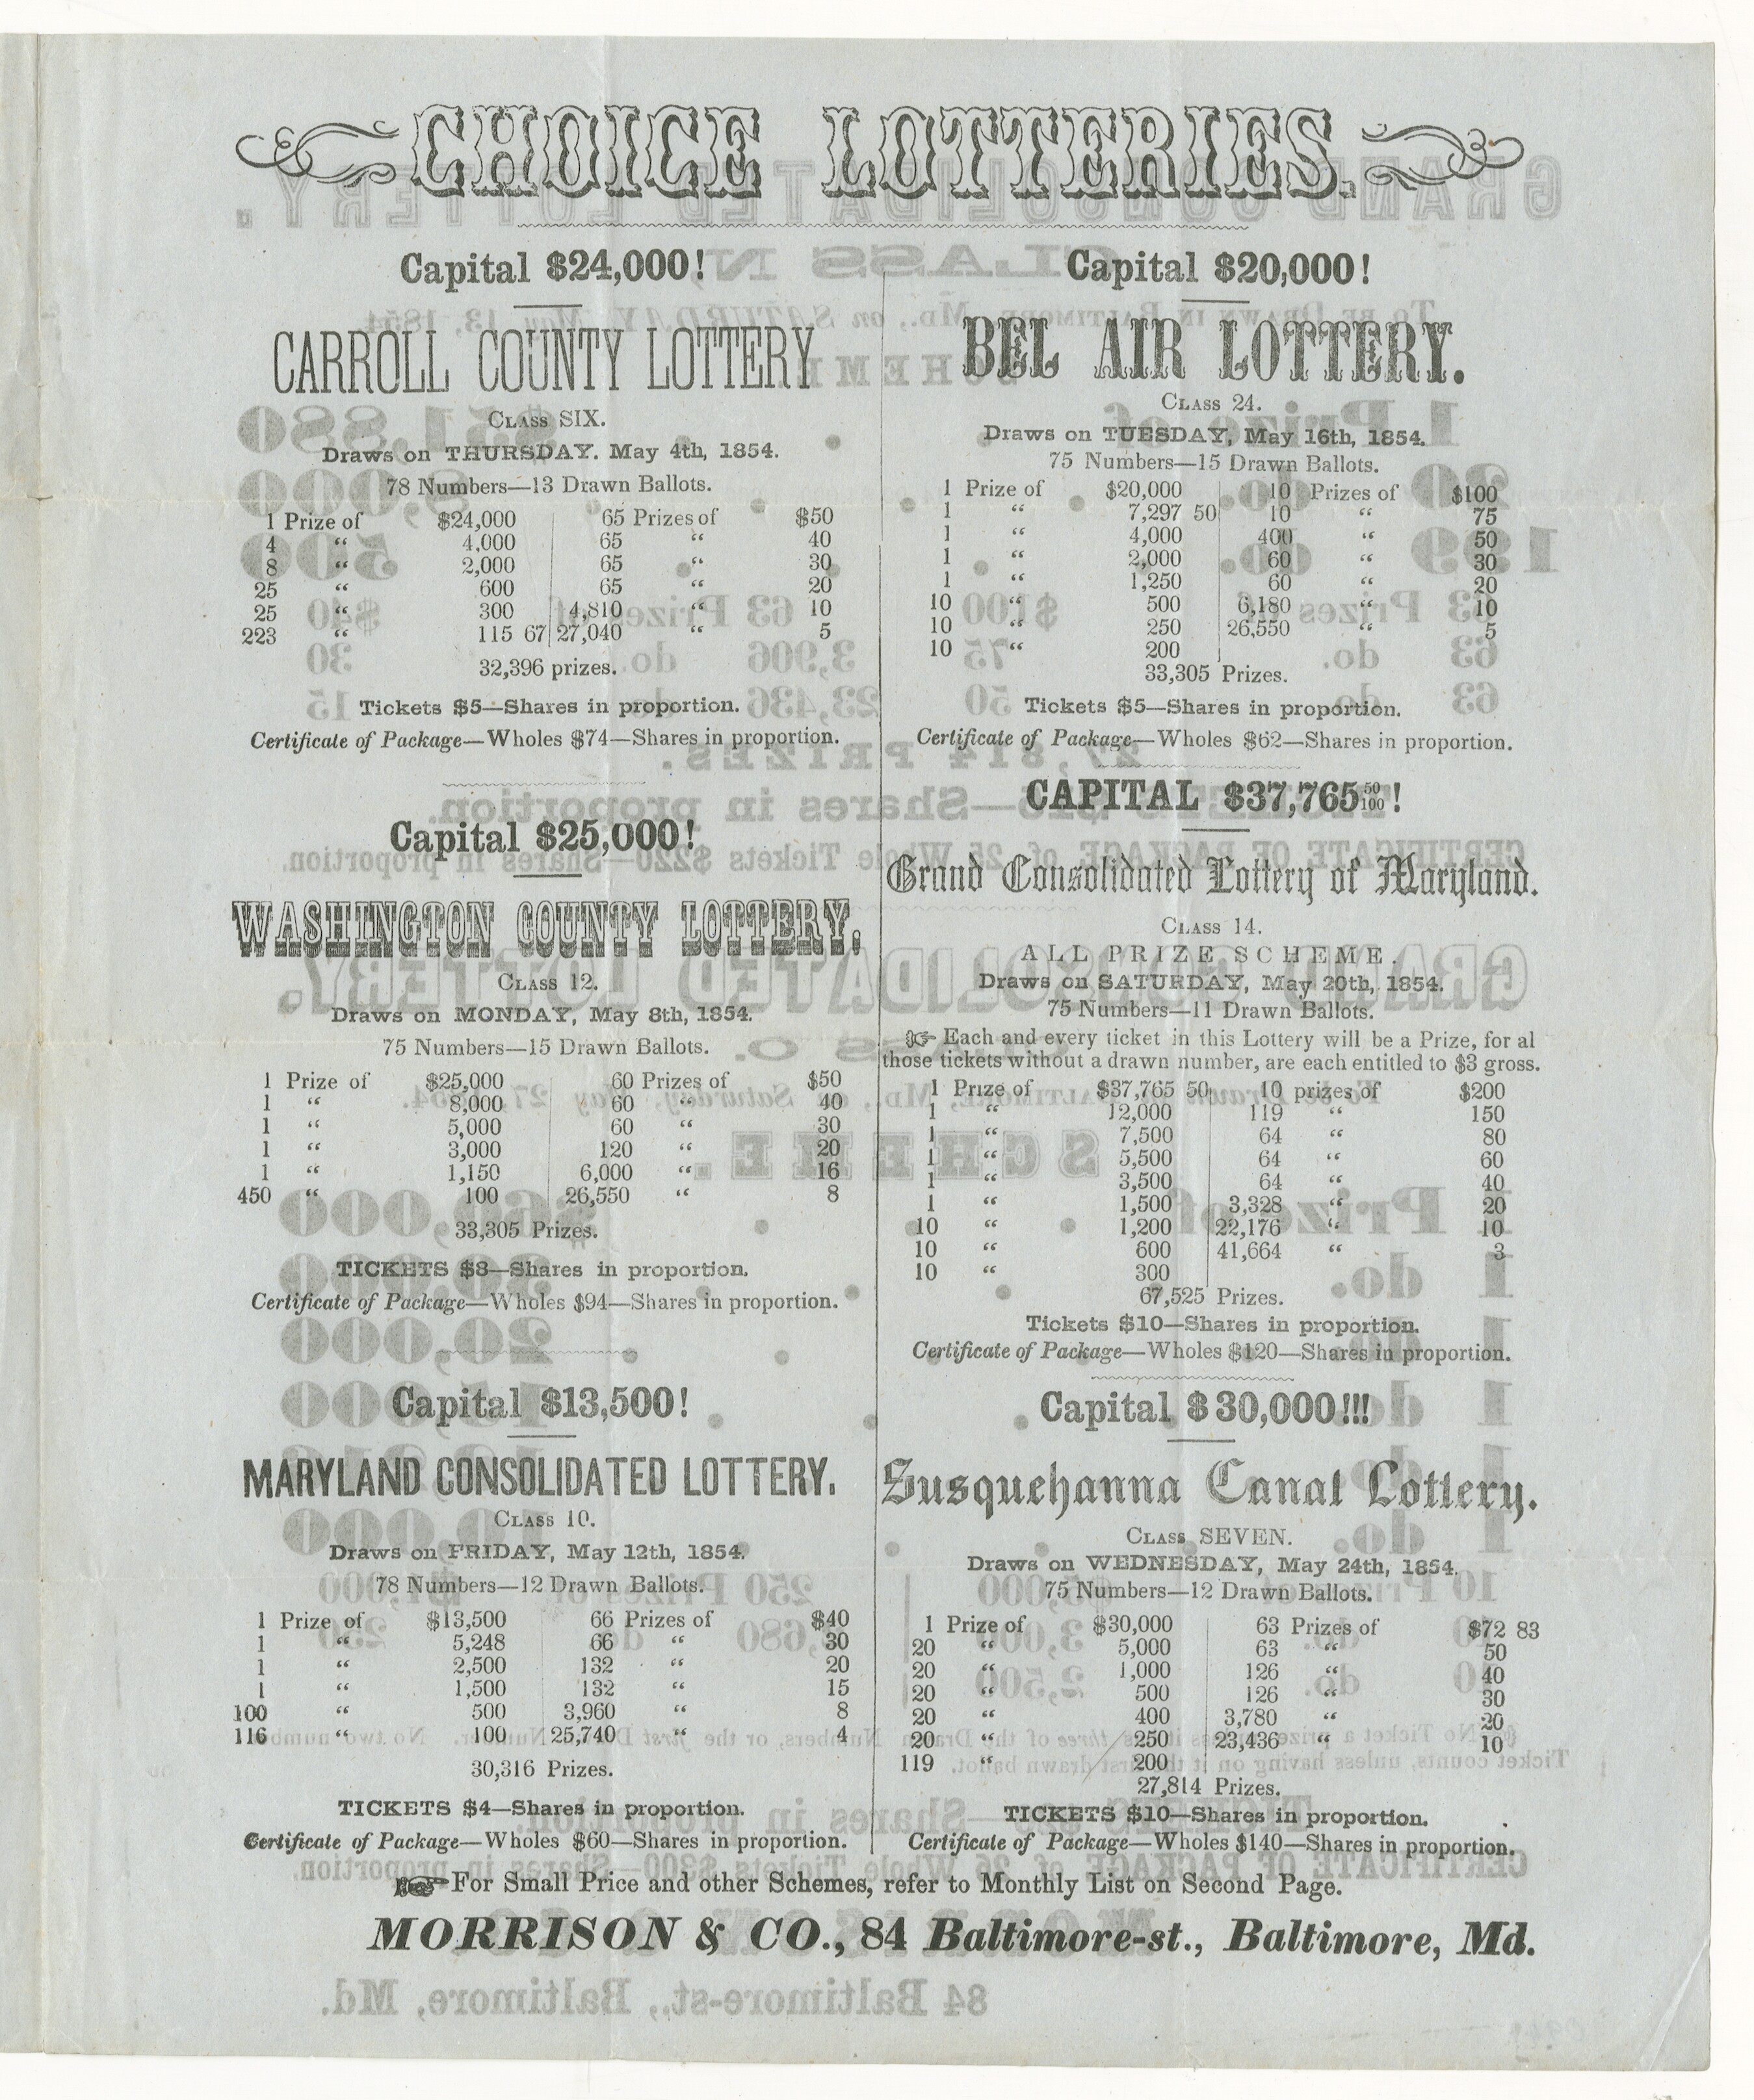 CHOICE LOTTERIES.
Capital $24,000!
CARROLL COUNTY LOTTERY
Class SIX.
Draws on THURSDAY. May 4th, 1854.
78 Numbers—13 Drawn Ballots.
1 Prize of $24,000 65 Prizes of $50
4 “ 4,000 65 “ 40
8 “ 2,000 65 “ 30
25 “ 600 65 “ 20
25 “ 300 4,810 “ 10
223 “ 115 67 27,040 “ 5
32,396 prizes.
Tickets $5—Shares in proportion.
Certificate of Package—Wholes $74—Shares in proportion.
Capital $25,000!
WASHINGTON COUNTY LOTTERY.
Class 12.
Draws on MONDAY, May 8th, 1854.
75 Numbers—15 Drawn Ballots.
1 Prize of $25,000 60 Prizes of $50
1 “ 8,000 60 “ 40
1 “ 5,000 60 “ 30
1 “ 3,000 120 “ 20
1 “ 1,150 6,000 “ 16
450 “ 100 26,550 “ 8
33,305 Prizes.
TICKETS $8—Shares in proportion.
Certificate of Package—Wholes $94—Shares in proportion.
Capital $13,500!
MARYLAND CONSOLIDATED LOTTERY.
Class 10.
Draws on FRIDAY, May 12th, 1854.
78 Numbers—12 Drawn Ballots.
1 Prize of $13,500 66 Prizes of $40
1 “ 5,248 66 “ 30
1 “ 2,500 132 “ 20
1 “ 1,500 132 “ 15
100 “ 500 3,960 “ 8
116 “ 100 25,740 “ 4
30,316 Prizes.
TICKETS $4—Shares in proportion.
Certificate of Package—Wholes $60—Shares in proportion.
Capital $20,000!
BEL AIR LOTTERY.
Class 24.
Draws on TUESDAY, May 16th, 1854.
75 Numbers—15 Drawn Ballots.
1 Prize of $20,000 10 Prizes of $100
1 “ 7,297 50 10 “ 75
1 “ 4,000 400 “ 50
1 “ 2,000 60 “ 30
1 “ 1,250 60 “ 20
10 “ 500 6,180 “ 10
10 “ 250 26,550 “ 5
10 “ 200
33,305 Prizes.
Tickets $5—Shares in proportion.
Certificate of Package—Wholes $62—Shares in proportion.
CAPITAL $37,765 50/100!
Grand Consolidated Lottery of Maryland.
Class 14.
ALL PRIZE SCHEME.
Draws on SATURDAY, May 20th, 1854.
75 Numbers—11 Drawn Ballots.
☞ Each and every ticket in this Lottery will be a Prize, for al
those tickets without a drawn number, are each entitled to $3 gross.
1 Prize of $37,765 50 10 prizes of $200
1 “ 12,000 119 “ 150
1 “ 7,500 64 “ 80
1 “ 5,500 64 “ 60
1 “ 3,500 64 “ 40
1 “ 1,500 3,328 “ 20
10 “ 1,200 22,176 “ 10
10 “ 600 41,664 “ 3
10 “ 300
67,525 Prizes.
Tickets $10—Shares in proportion.
Certificate of Package—Wholes $120—Shares in proportion.
Capital $30,000!!!
Susquehanna Canal Lottery.
Class SEVEN.
Draws on WEDNESDAY, May 24th, 1854.
75 Numbers—12 Drawn Ballots.
1 Prize of $30,000 63 Prizes of $72 83
20 “ 5,000 63 “ 50
20 “ 1,000 126 “ 40
20 “ 500 126 “ 30
20 “ 400 3,780 “ 20
20 “ 250 23,436 “ 10
119 “ 200
27,814 Prizes.
TICKETS $10—Shares in proportion.
Certificate of Package—Wholes $140—Shares in proportion.
☞For Small Price and other Schemes, refer to Monthly List on Second Page.
MORRISON & CO., 84 Baltimore-st., Baltimore, Md.